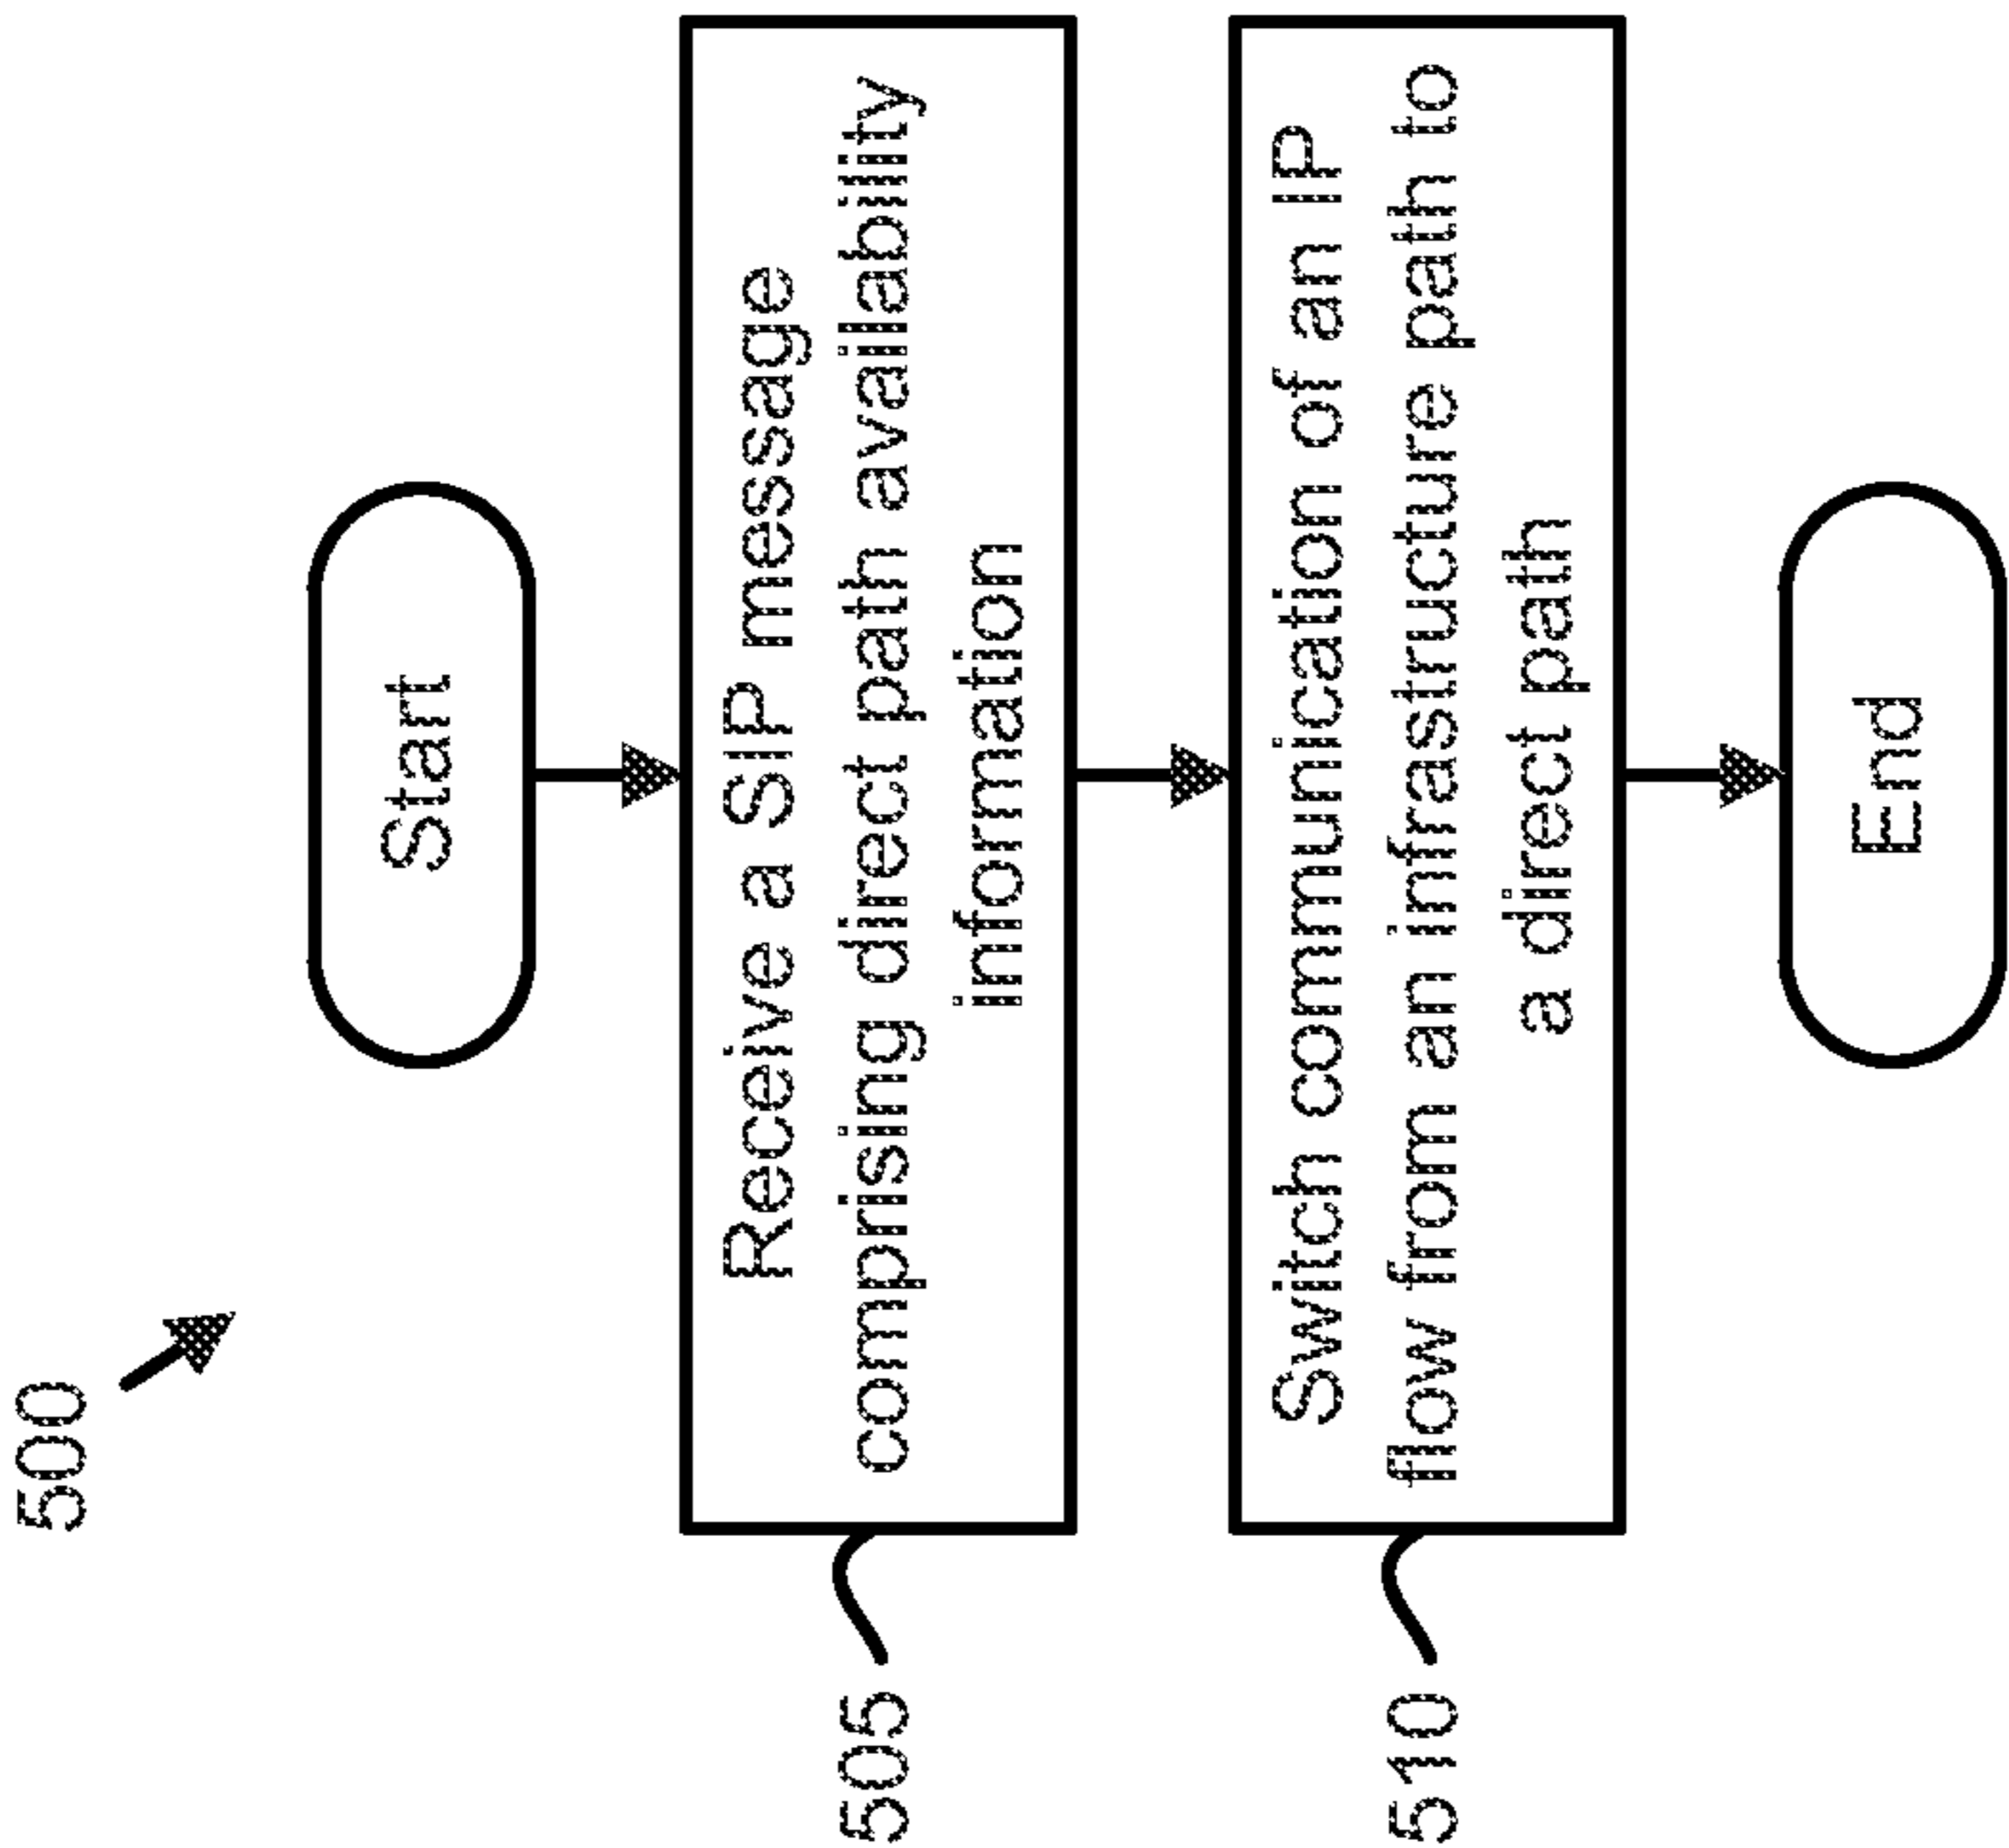 500
Start
505
Receive a SIP message
comprising direct path availability
information
510
Switch communication of an IP
flow from an infrastructure path to
a direct path
End